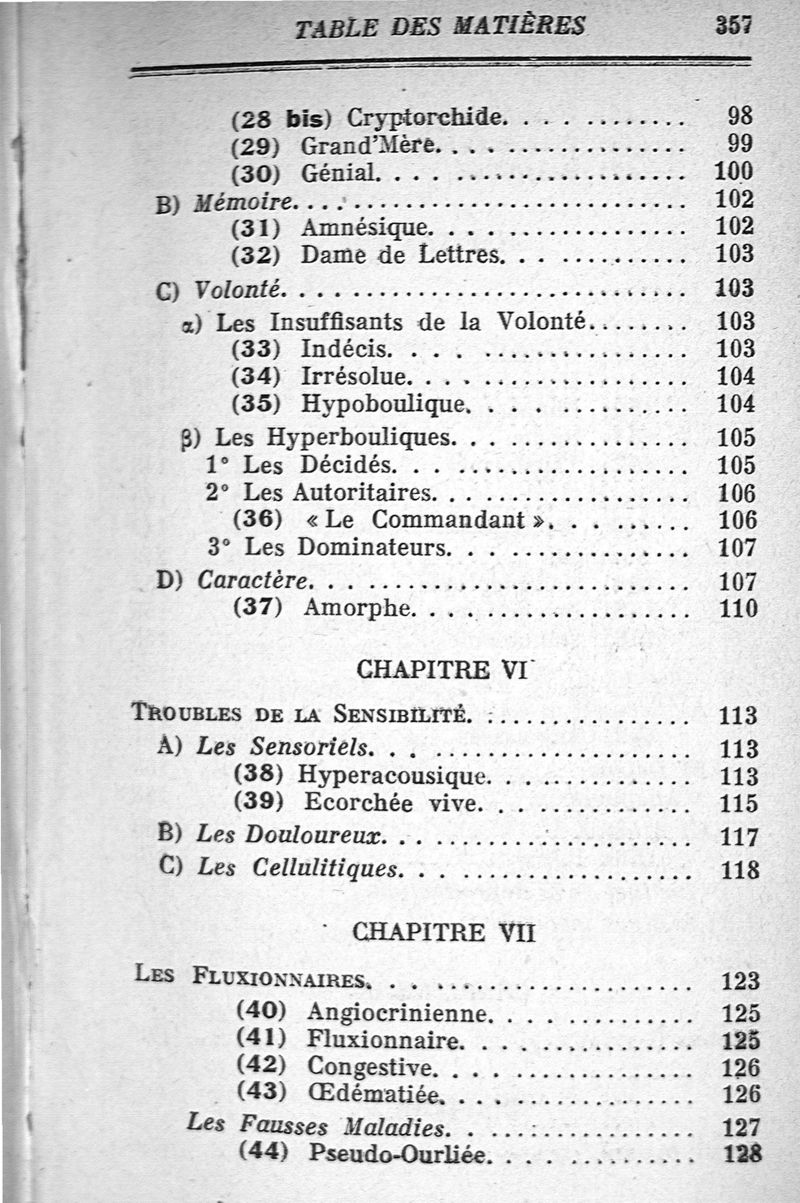 TABLE DES MATIÈRES 357
(28 bis) Cryptorchide. . . . . . . . . . . . 98
(29) Grand'Mère. . . . . . . . . . . . . . . . 99
(30) Génial. . . . . . . . . . . . . . . . . . . . 100
B) Mémoire. . . . . . . . . . . . . . . . . . . . . . . . 102
(31) Amnésique. . . . . . . . . . . . . . . . . 102
(32) Dame de Lettres. . . . . . . . . . . . 103
C) Volonté. . . . . . . . . . . . . . . . . . . . . . . . . 103
α) Les Insuffisants de la Volonté. . . . . . . . 103
(33) Indécis. . . . . . . . . . . . . . . . . . . 103
(34) Irrésolue. . . . . . . . . . . . . . . . . . 104
(35) Hypoboulique. . . . . . . . . . . . . . 104
β) Les Hyperbouliques. . . . . . . . . . . . . . . 105
1° Les Décidés. . . . . . . . . . . . . . . . . . . 105
2° Les Autoritaires. . . . . . . . . . . . . . . . 106
(36) « Le Commandant ». . . . . . . . . 106
3° Les Dominateurs. . . . . . . . . . . . . . . 107
D) Caractère. . . . . . . . . . . . . . . . . . . . . . . 107
(37) Amorphe. . . . . . . . . . . . . . . . . . 110
CHAPITRE VI
TROUBLES DE LA SENSIBILITÉ. . . . . . . . . . . . . . . 113
A) Les Sensoriels. . . . . . . . . . . . . . . . . . . . 113
(38) Hyperacousique. . . . . . . . . . . . . 113
(39) Ecorchée vive. . . . . . . . . . . . . . 115
B) Les Douloureux. . . . . . . . . . . . . . . . . . . 117
C) Les Cellulitiques. . . . . . . . . . . . . . . . . . 118
CHAPITRE VII
LES FLUXIONNAIRES. . . . . . . . . . . . . . . . . . . . 123
(40) Angiocrinienne. . . . . . . . . . . . . 125
(41) Fluxionnaire. . . . . . . . . . . . . . . 125
(42) Congestive. . . . . . . . . . . . . . . . . 126
(43) Œdématiée. . . . . . . . . . . . . . . . 126
Les Fausses Maladies. . . . . . . . . . . . . . . . 127
(44) Pseudo-Ourliée. . . . . . . . . . . . . 128